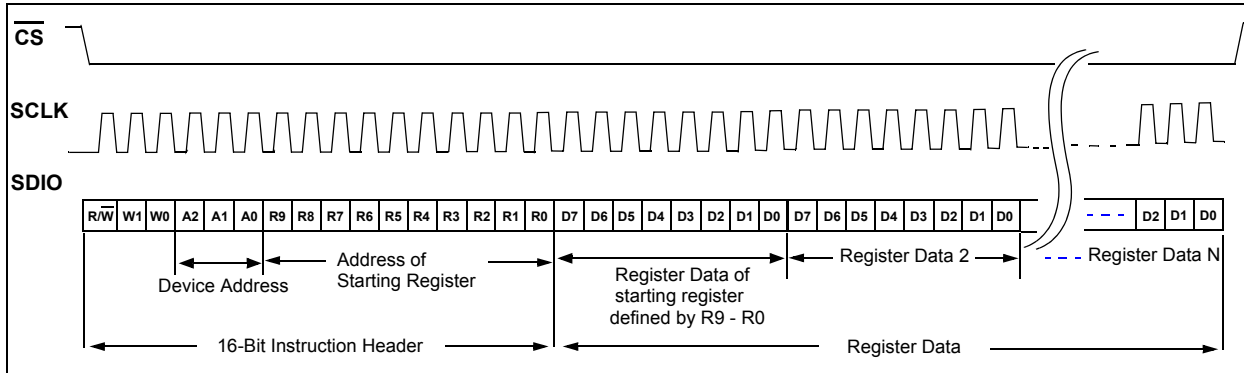 CS
SCLK
SDIO
R/W W1 W0 A2 A1 A0 R9 R8 R7 R6 R5 R4 R3 R2 R1 R0 D7 D6 D5 D4 D3 D2 D1 D0 D7 D6 D5 D4 D3 D2 D1 D0 D2 D1 D0
Device Address
Address of
Starting Register
Register Data of
starting register
defined by R9 - R0
Register Data 2
Register Data N
16-Bit Instruction Header
Register Data